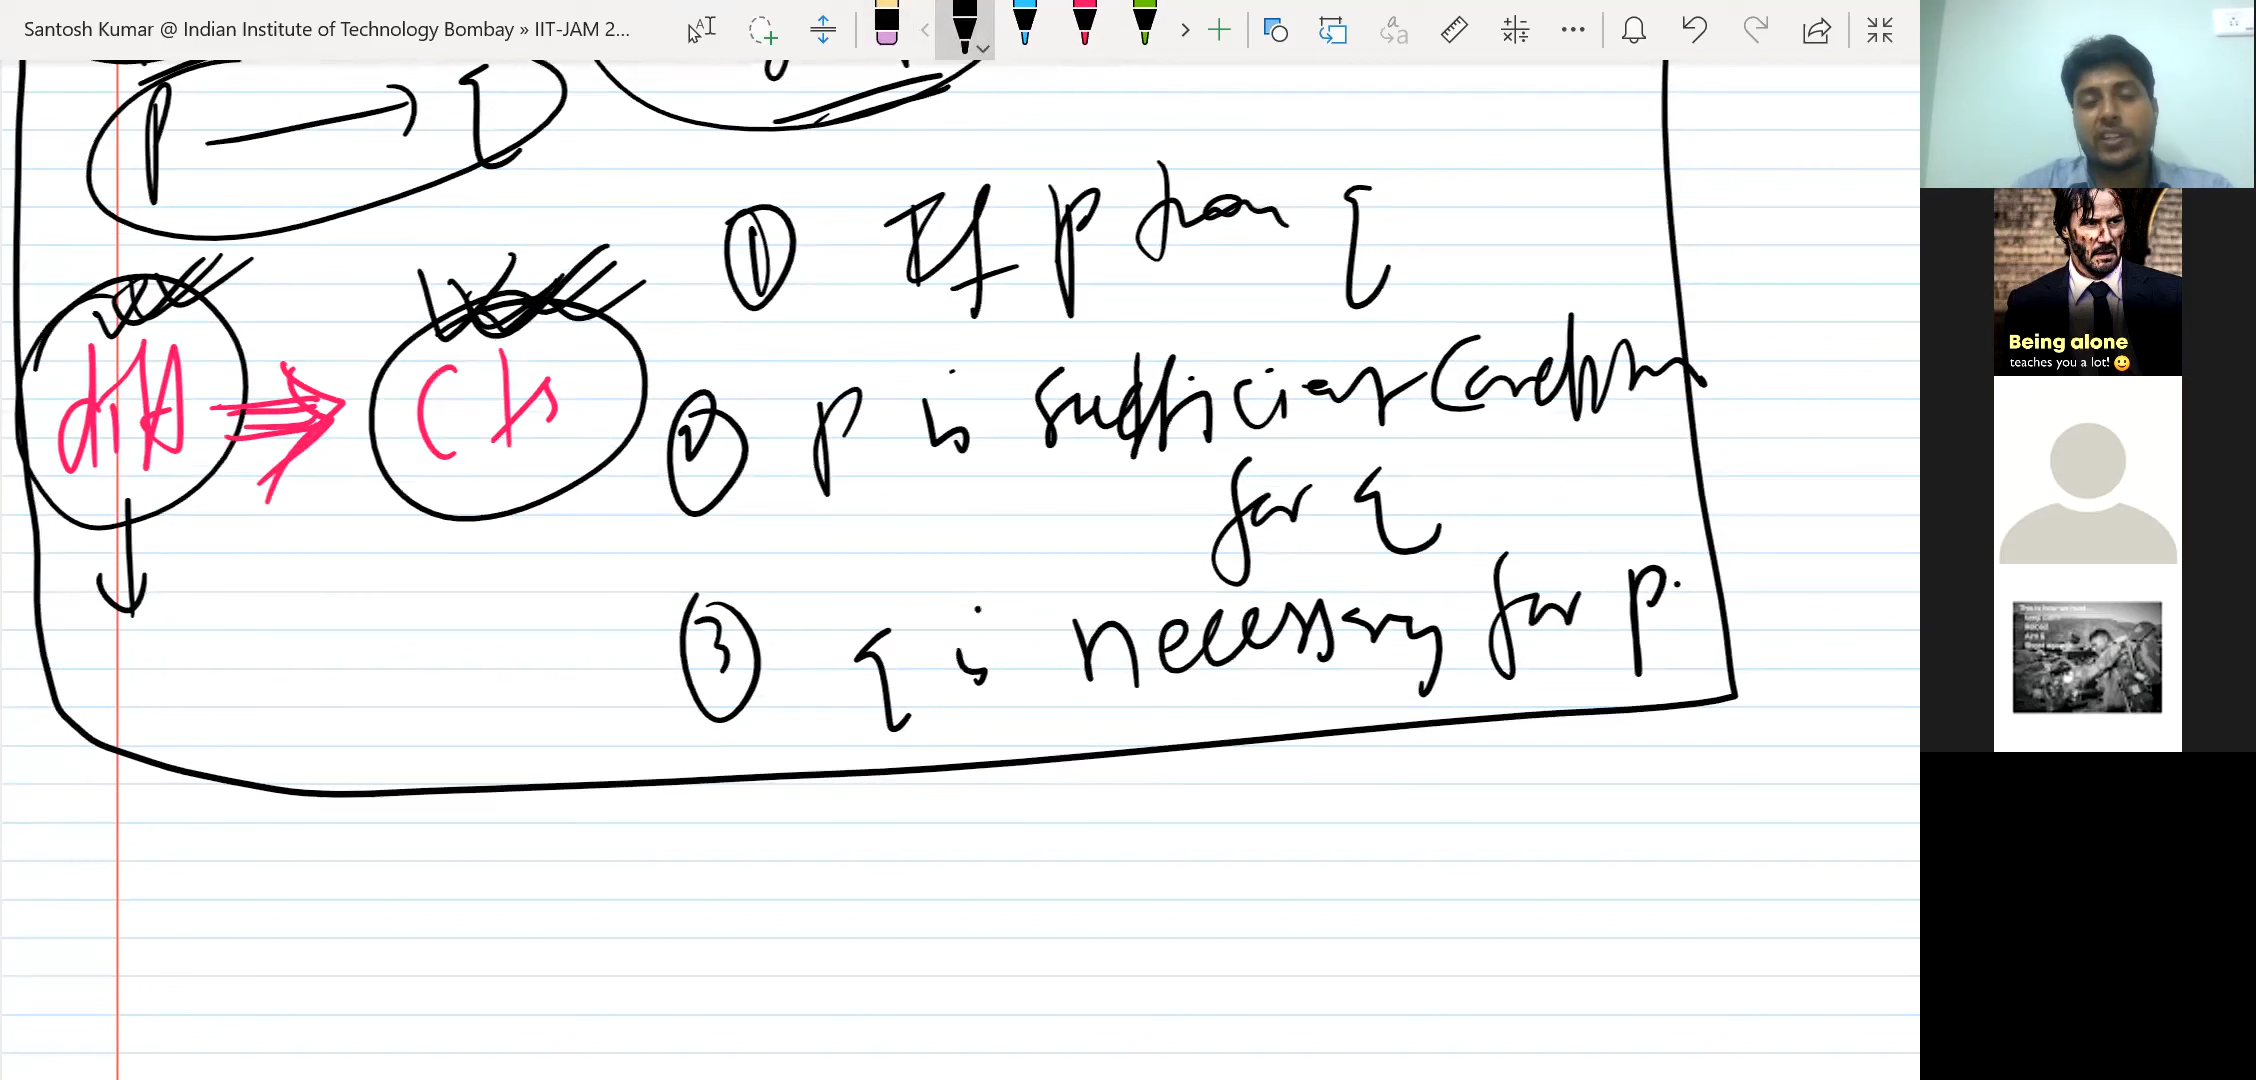 Santosh Kumar @ Indian Institute of Technology Bombay » IIT-JAM 2...
P → q
① If p then q
diff ⇒ Cts
② p is sufficient condition
for q
③ q is necessary for p.
Being alone
teaches you a lot! 😀